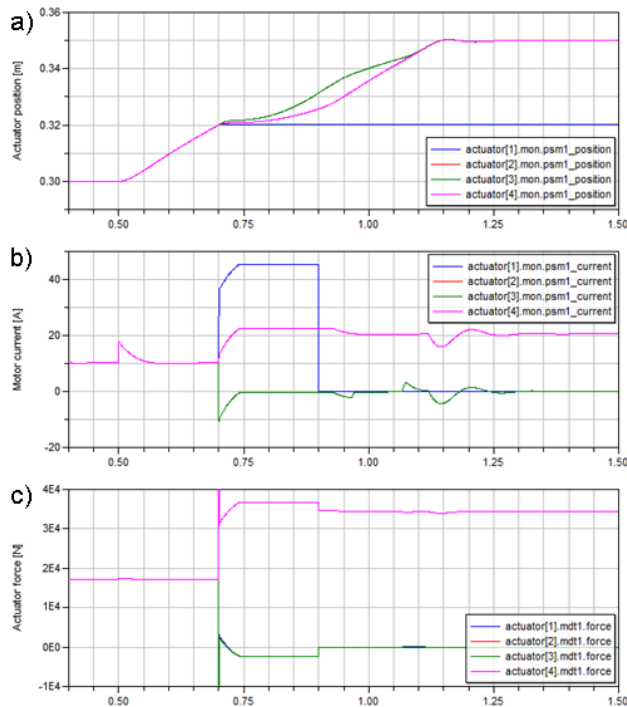 a)
0.36
0.34
0.32
0.30
Actuator position [m]
actuator[1].mon.psm1_position
actuator[2].mon.psm1_position
actuator[3].mon.psm1_position
actuator[4].mon.psm1_position
0.50 0.75 1.00 1.25 1.50
b)
40
20
0
-20
Motor current [A]
actuator[1].mon.psm1_current
actuator[2].mon.psm1_current
actuator[3].mon.psm1_current
actuator[4].mon.psm1_current
0.50 0.75 1.00 1.25 1.50
c)
4E4
3E4
2E4
1E4
0E0
-1E4
Actuator force [N]
actuator[1].mdt1.force
actuator[2].mdt1.force
actuator[3].mdt1.force
actuator[4].mdt1.force
0.50 0.75 1.00 1.25 1.50